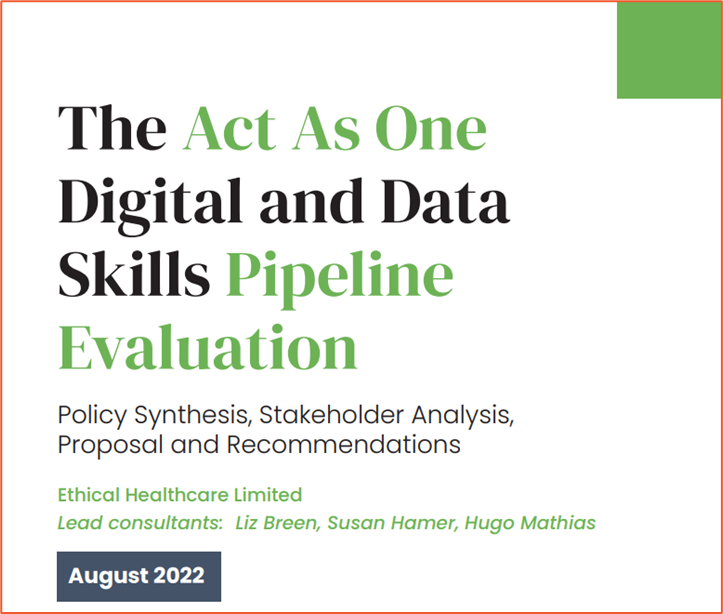 The Act As One
Digital and Data
Skills Pipeline
Evaluation
Policy Synthesis, Stakeholder Analysis,
Proposal and Recommendations
Ethical Healthcare Limited
Lead consultants:  Liz Breen, Susan Hamer, Hugo Mathias
August 2022